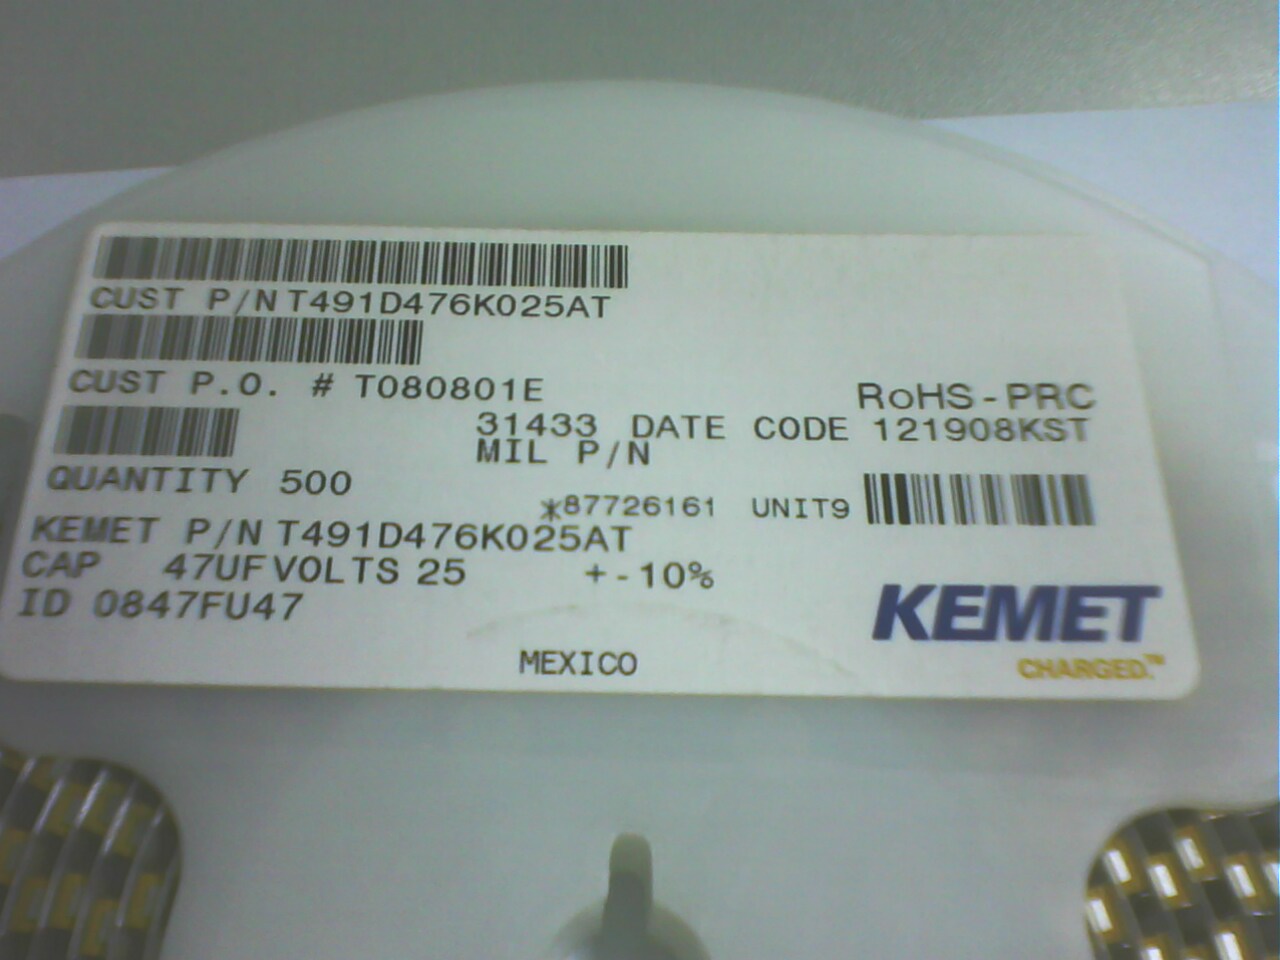 CUST P/N T491D476K025AT
CUST P.O. # T080801E
RoHS-PRC
31433 DATE CODE 121908KST
MIL P/N
QUANTITY 500
*87726161 UNIT9
KEMET P/N T491D476K025AT
CAP 47UF VOLTS 25 +-10%
ID 0847FU47
KEMET
CHARGED.™
MEXICO